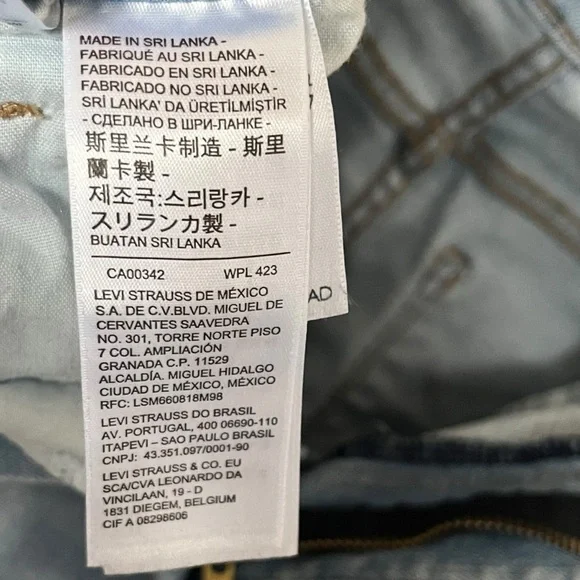 MADE IN SRI LANKA -
FABRIQUÉ AU SRI LANKA -
FABRICADO EN SRI LANKA -
FABRICADO NO SRI LANKA -
SRİ LANKA' DA ÜRETİLMİŞTİR
- СДЕЛАНО В ШРИ-ЛАНКЕ -
斯里兰卡制造 - 斯里
蘭卡製 -
제조국:스리랑카 -
スリランカ製 -
BUATAN SRI LANKA
CA00342 WPL 423
LEVI STRAUSS DE MÉXICO
S.A. DE C.V.BLVD. MIGUEL DE
CERVANTES SAAVEDRA
NO. 301, TORRE NORTE PISO
7 COL. AMPLIACIÓN
GRANADA C.P. 11529
ALCALDÍA. MIGUEL HIDALGO
CIUDAD DE MÉXICO, MÉXICO
RFC: LSM660818M98
LEVI STRAUSS DO BRASIL
AV. PORTUGAL, 400 06690-110
ITAPEVI – SAO PAULO BRASIL
CNPJ: 43.351.097/0001-90
LEVI STRAUSS & CO. EU
SCA/CVA LEONARDO DA
VINCILAAN, 19 - D
1831 DIEGEM, BELGIUM
CIF A 08298606
AD